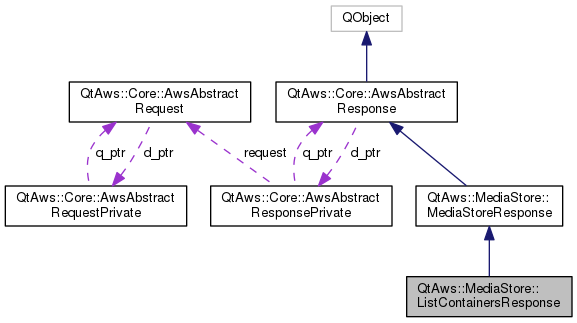 QObject
QtAws::Core::AwsAbstract
Request
QtAws::Core::AwsAbstract
Response
q_ptr
d_ptr
request
q_ptr
d_ptr
QtAws::Core::AwsAbstract
RequestPrivate
QtAws::Core::AwsAbstract
ResponsePrivate
QtAws::MediaStore::
MediaStoreResponse
QtAws::MediaStore::
ListContainersResponse